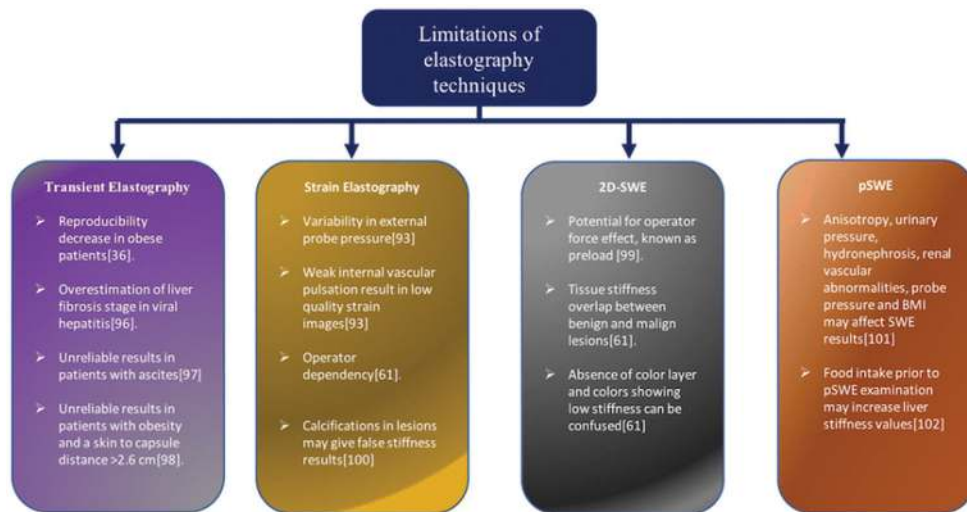 Limitations of
elastography
techniques
Transient Elastography
➢ Reproducibility
decrease in obese
patients[36].
➢ Overestimation of liver
fibrosis stage in viral
hepatitis[96].
➢ Unreliable results in
patients with ascites[97]
➢ Unreliable results in
patients with obesity
and a skin to capsule
distance >2.6 cm[98].
Strain Elastography
➢ Variability in external
probe pressure[93]
➢ Weak internal vascular
pulsation result in low
quality strain
images[93]
➢ Operator
dependency[61].
➢ Calcifications in lesions
may give false stiffness
results[100]
2D-SWE
➢ Potential for operator
force effect, known as
preload [99].
➢ Tissue stiffness
overlap between
benign and malign
lesions[61].
➢ Absence of color layer
and colors showing
low stiffness can be
confused[61]
pSWE
➢ Anisotropy, urinary
pressure,
hydronephrosis, renal
vascular
abnormalities, probe
pressure and BMI
may affect SWE
results[101]
➢ Food intake prior to
pSWE examination
may increase liver
stiffness values[102]